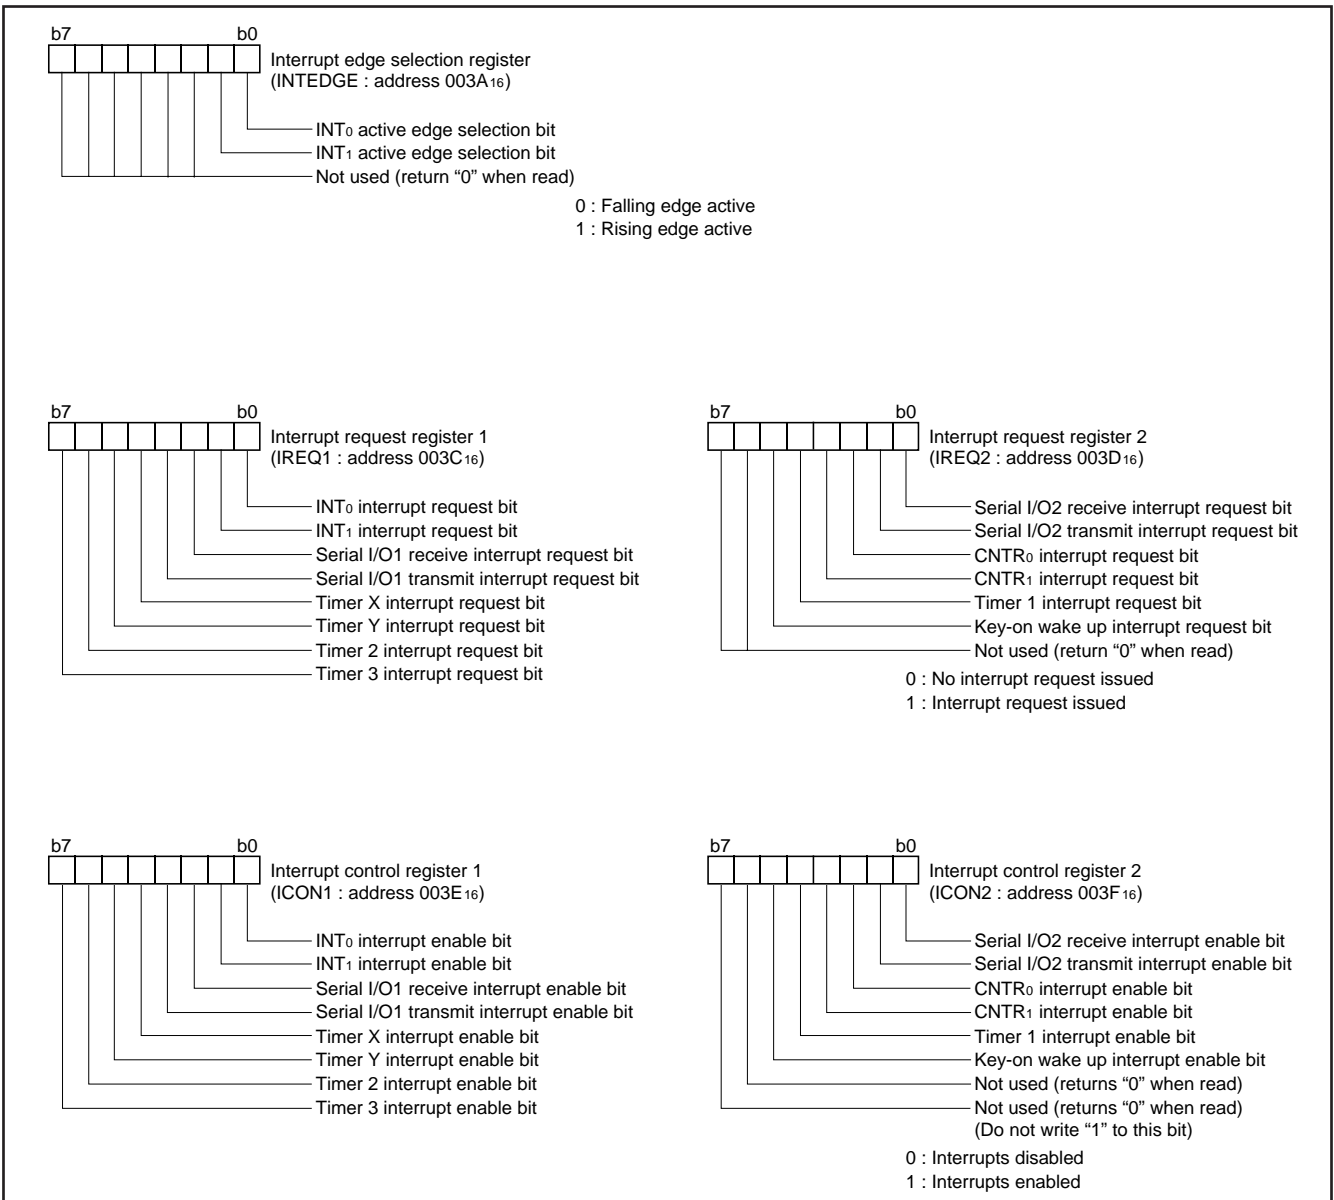 b7 b0
Interrupt edge selection register
(INTEDGE : address 003A16)
INT0 active edge selection bit
INT1 active edge selection bit
Not used (return “0” when read)
0 : Falling edge active
1 : Rising edge active
b7 b0
Interrupt request register 1
(IREQ1 : address 003C16)
INT0 interrupt request bit
INT1 interrupt request bit
Serial I/O1 receive interrupt request bit
Serial I/O1 transmit interrupt request bit
Timer X interrupt request bit
Timer Y interrupt request bit
Timer 2 interrupt request bit
Timer 3 interrupt request bit
b7 b0
Interrupt request register 2
(IREQ2 : address 003D16)
Serial I/O2 receive interrupt request bit
Serial I/O2 transmit interrupt request bit
CNTR0 interrupt request bit
CNTR1 interrupt request bit
Timer 1 interrupt request bit
Key-on wake up interrupt request bit
Not used (return “0” when read)
0 : No interrupt request issued
1 : Interrupt request issued
b7 b0
Interrupt control register 1
(ICON1 : address 003E16)
INT0 interrupt enable bit
INT1 interrupt enable bit
Serial I/O1 receive interrupt enable bit
Serial I/O1 transmit interrupt enable bit
Timer X interrupt enable bit
Timer Y interrupt enable bit
Timer 2 interrupt enable bit
Timer 3 interrupt enable bit
b7 b0
Interrupt control register 2
(ICON2 : address 003F16)
Serial I/O2 receive interrupt enable bit
Serial I/O2 transmit interrupt enable bit
CNTR0 interrupt enable bit
CNTR1 interrupt enable bit
Timer 1 interrupt enable bit
Key-on wake up interrupt enable bit
Not used (returns “0” when read)
Not used (returns “0” when read)
(Do not write “1” to this bit)
0 : Interrupts disabled
1 : Interrupts enabled